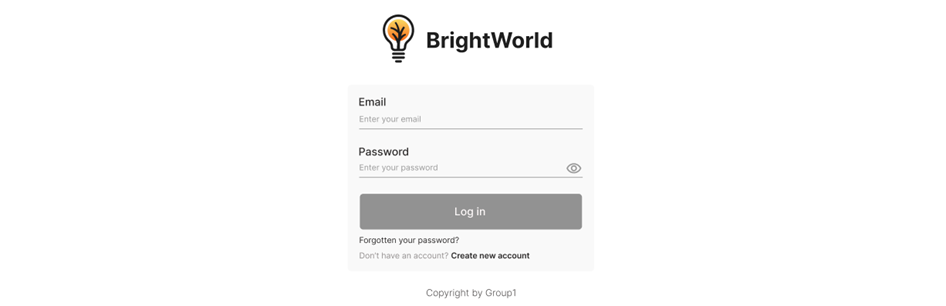 BrightWorld
Email
Enter your email
Password
Enter your password
Log in
Forgotten your password?
Don't have an account? Create new account
Copyright by Group1